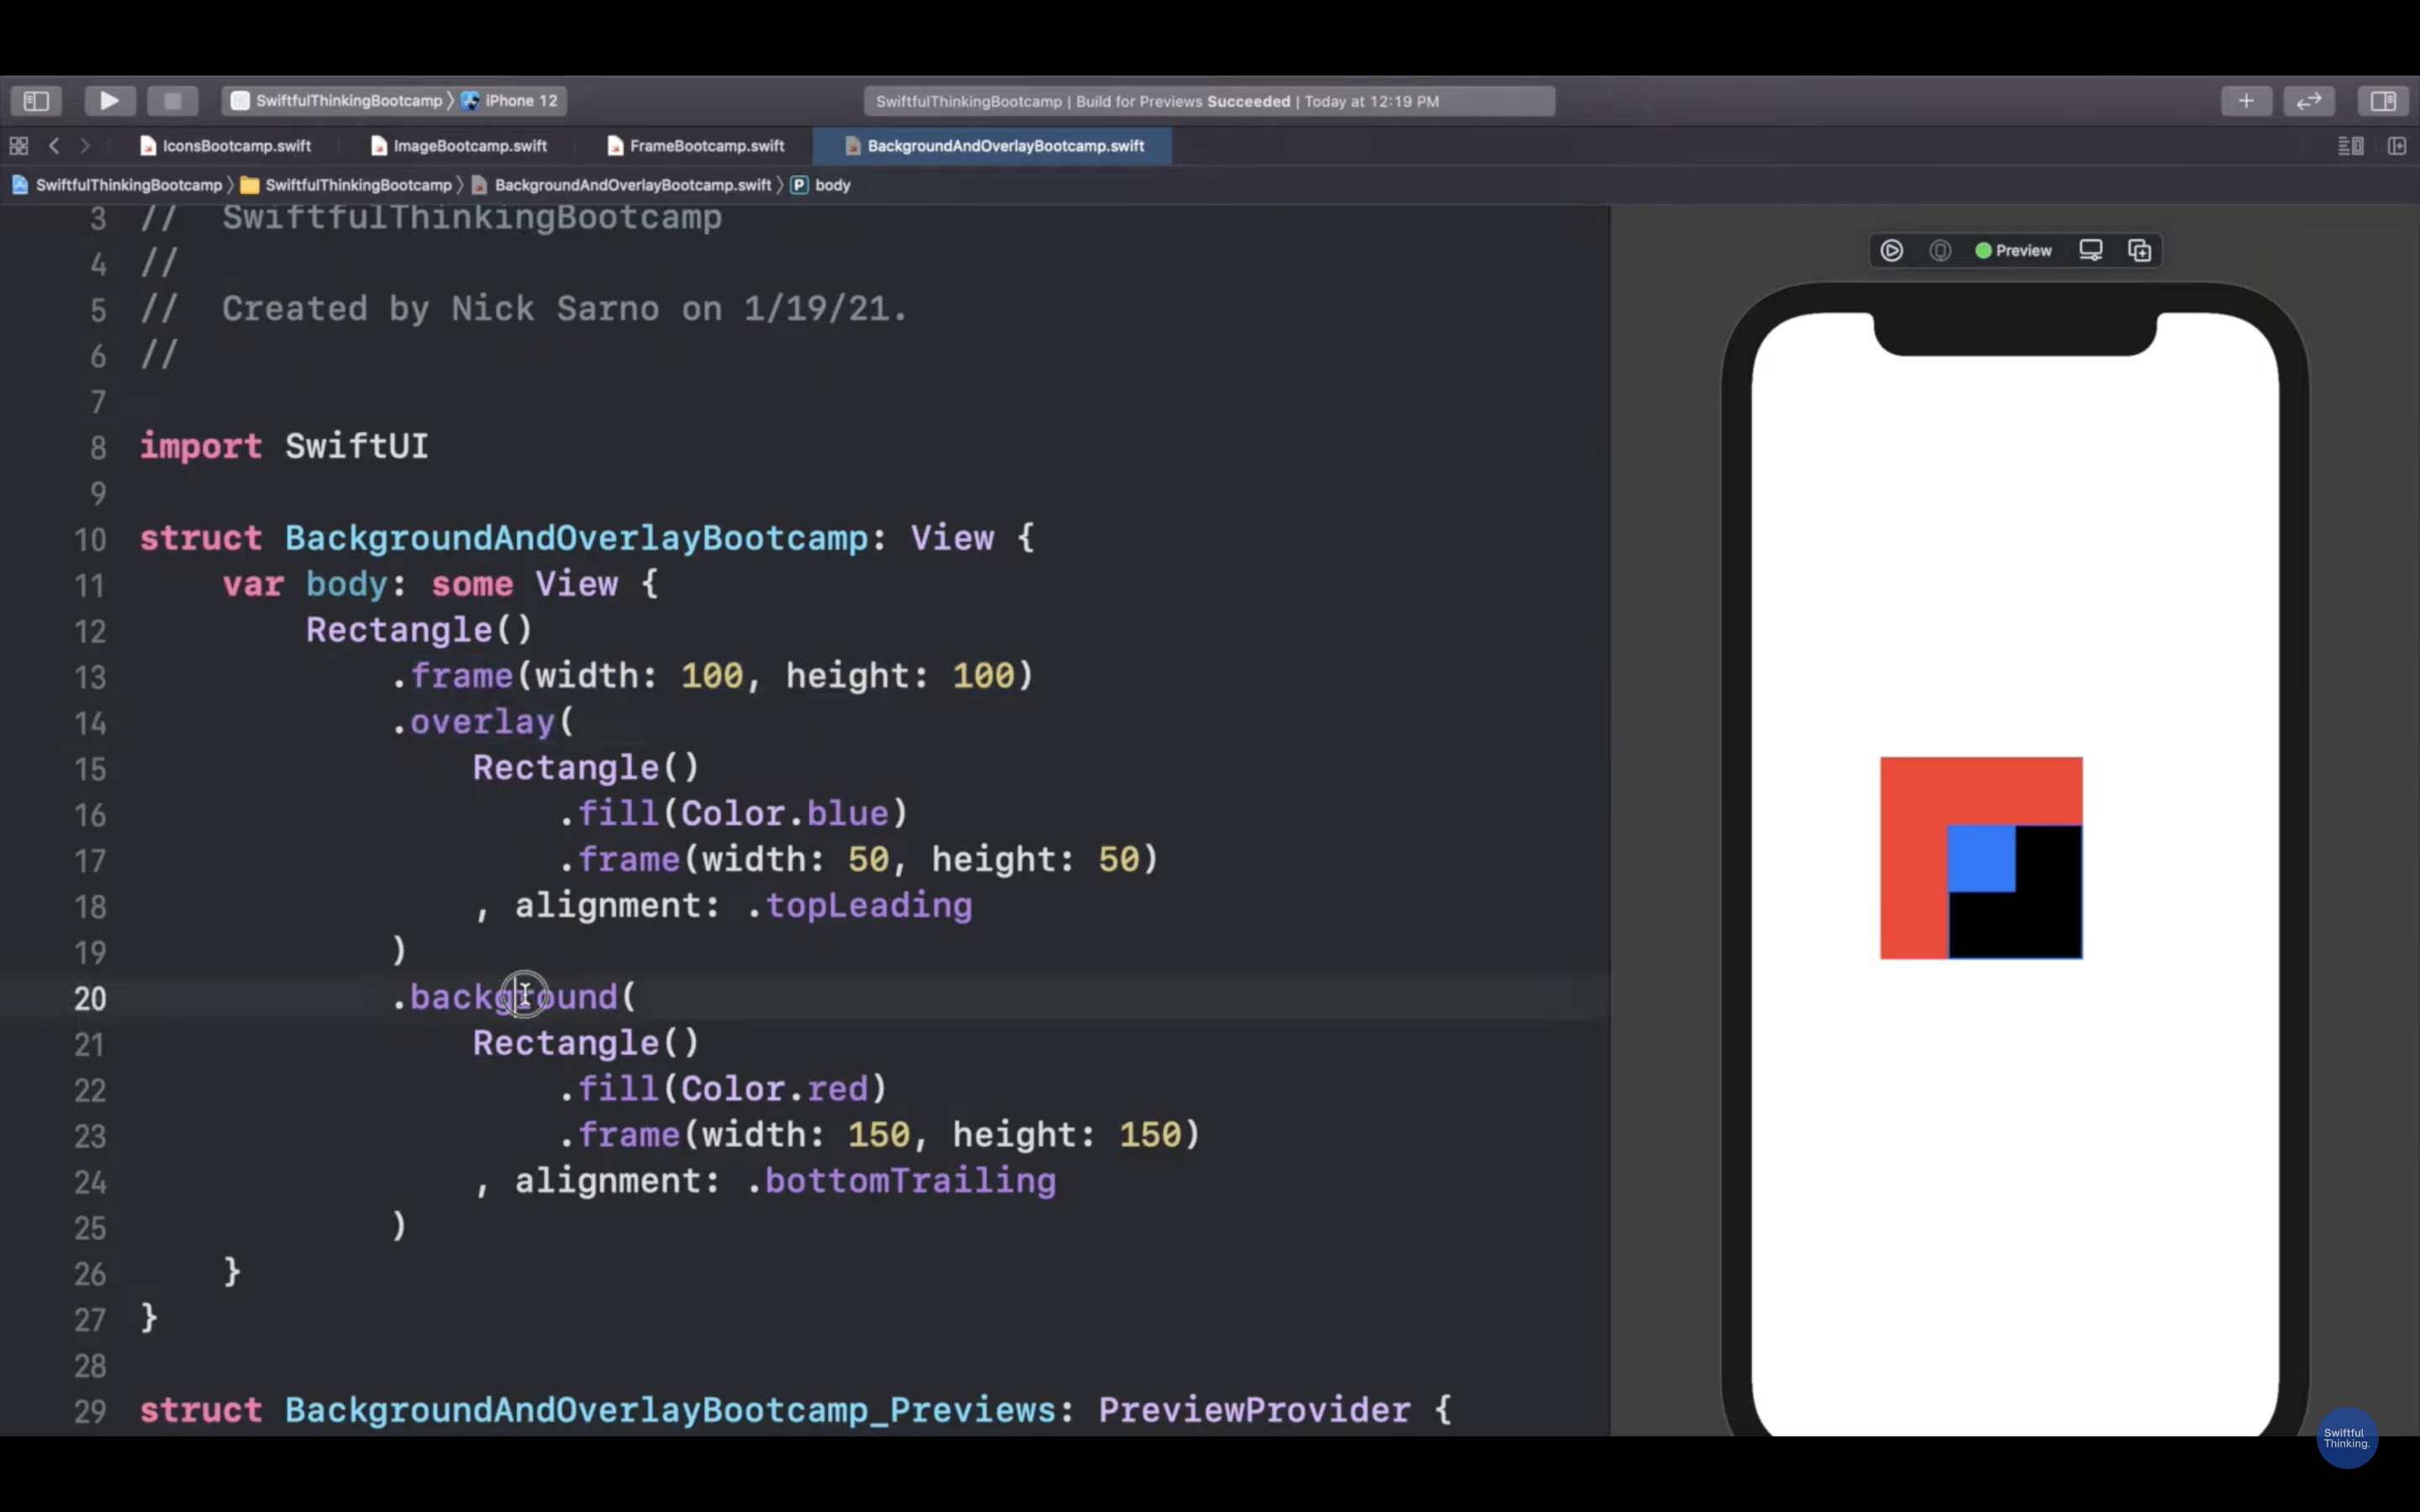 SwiftfulThinkingBootcamp 〉 iPhone 12
SwiftfulThinkingBootcamp | Build for Previews Succeeded | Today at 12:19 PM
IconsBootcamp.swift
ImageBootcamp.swift
FrameBootcamp.swift
BackgroundAndOverlayBootcamp.swift
SwiftfulThinkingBootcamp 〉 SwiftfulThinkingBootcamp 〉 BackgroundAndOverlayBootcamp.swift 〉 P body
3 //  SwiftfulThinkingBootcamp
4 //
5 //  Created by Nick Sarno on 1/19/21.
6 //
7
8 import SwiftUI
9
10 struct BackgroundAndOverlayBootcamp: View {
11     var body: some View {
12         Rectangle()
13             .frame(width: 100, height: 100)
14             .overlay(
15                 Rectangle()
16                     .fill(Color.blue)
17                     .frame(width: 50, height: 50)
18                 , alignment: .topLeading
19             )
20             .background(
21                 Rectangle()
22                     .fill(Color.red)
23                     .frame(width: 150, height: 150)
24                 , alignment: .bottomTrailing
25             )
26     }
27 }
28
29 struct BackgroundAndOverlayBootcamp_Previews: PreviewProvider {
Preview
Swiftful
Thinking.